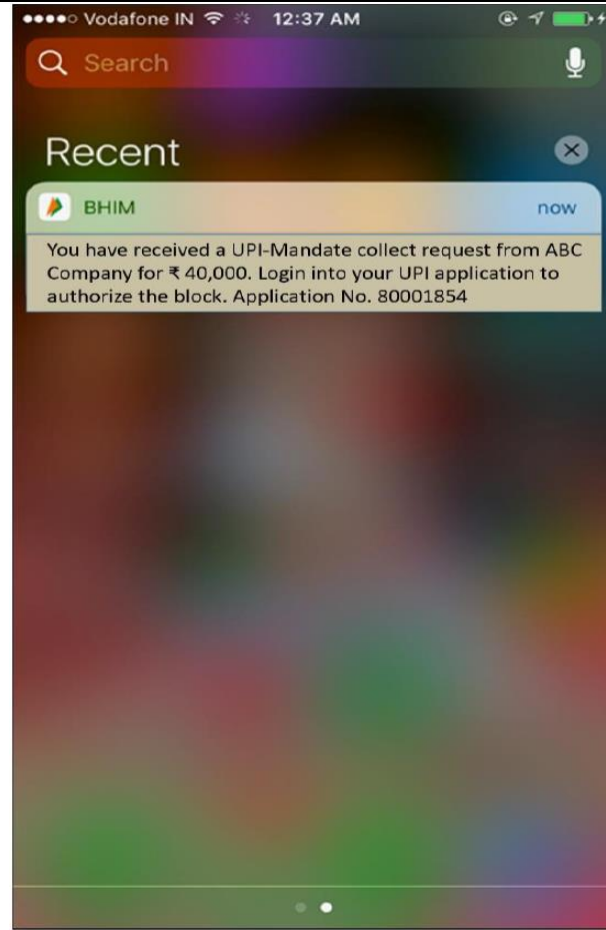 Vodafone IN 12:37 AM
Search
Recent
BHIM now
You have received a UPI-Mandate collect request from ABC
Company for ₹ 40,000. Login into your UPI application to
authorize the block. Application No. 80001854